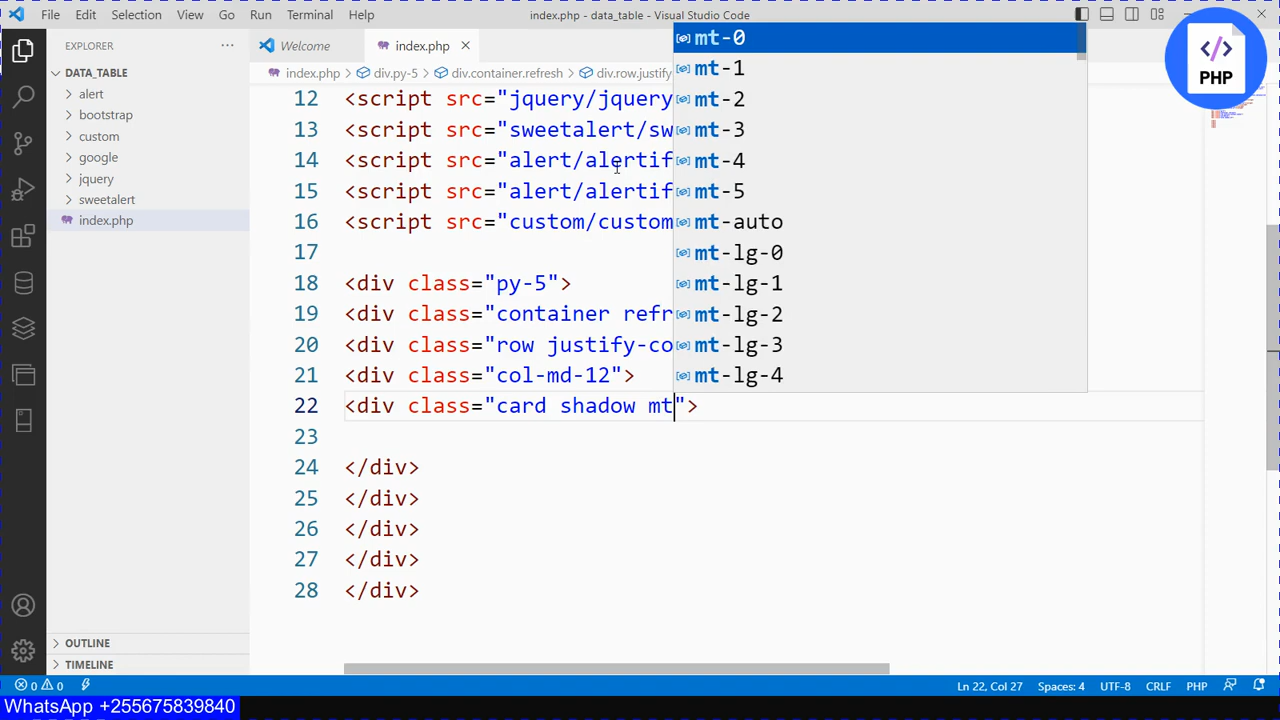 File Edit Selection View Go Run Terminal Help
index.php - data_table - Visual Studio Code
EXPLORER
DATA_TABLE
alert
bootstrap
custom
google
jquery
sweetalert
index.php
OUTLINE
TIMELINE
Welcome index.php
index.php div.py-5 div.container.refresh div.row.justify
12 <script src="jquery/jquery
13 <script src="sweetalert/sw
14 <script src="alert/alertif
15 <script src="alert/alertif
16 <script src="custom/custom
17
18 <div class="py-5">
19 <div class="container refr
20 <div class="row justify-co
21 <div class="col-md-12">
22 <div class="card shadow mt">
23
24 </div>
25 </div>
26 </div>
27 </div>
28 </div>
mt-0
mt-1
mt-2
mt-3
mt-4
mt-5
mt-auto
mt-lg-0
mt-lg-1
mt-lg-2
mt-lg-3
mt-lg-4
PHP
0 0 Ln 22, Col 27 Spaces: 4 UTF-8 CRLF PHP
WhatsApp +255675839840